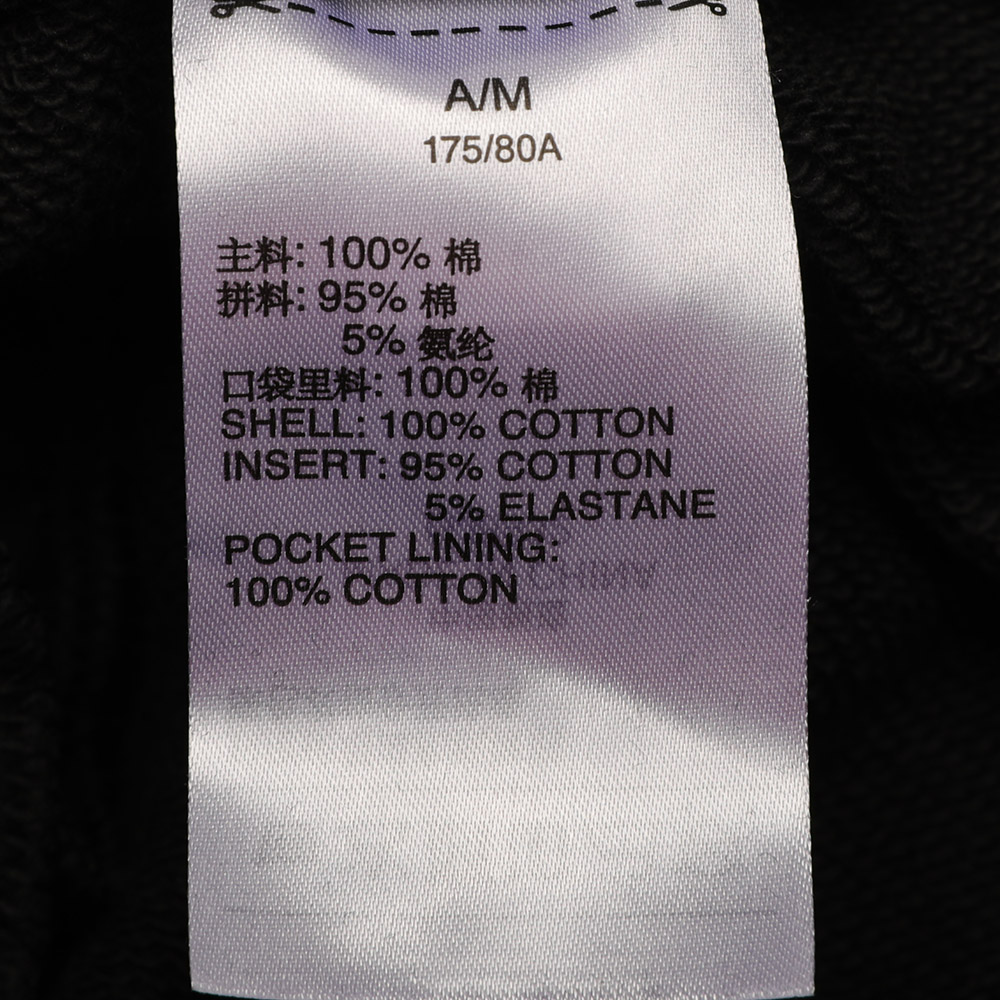 A/M
175/80A
主料: 100% 棉
拼料: 95% 棉
5% 氨纶
口袋里料: 100% 棉
SHELL: 100% COTTON
INSERT: 95% COTTON
5% ELASTANE
POCKET LINING:
100% COTTON